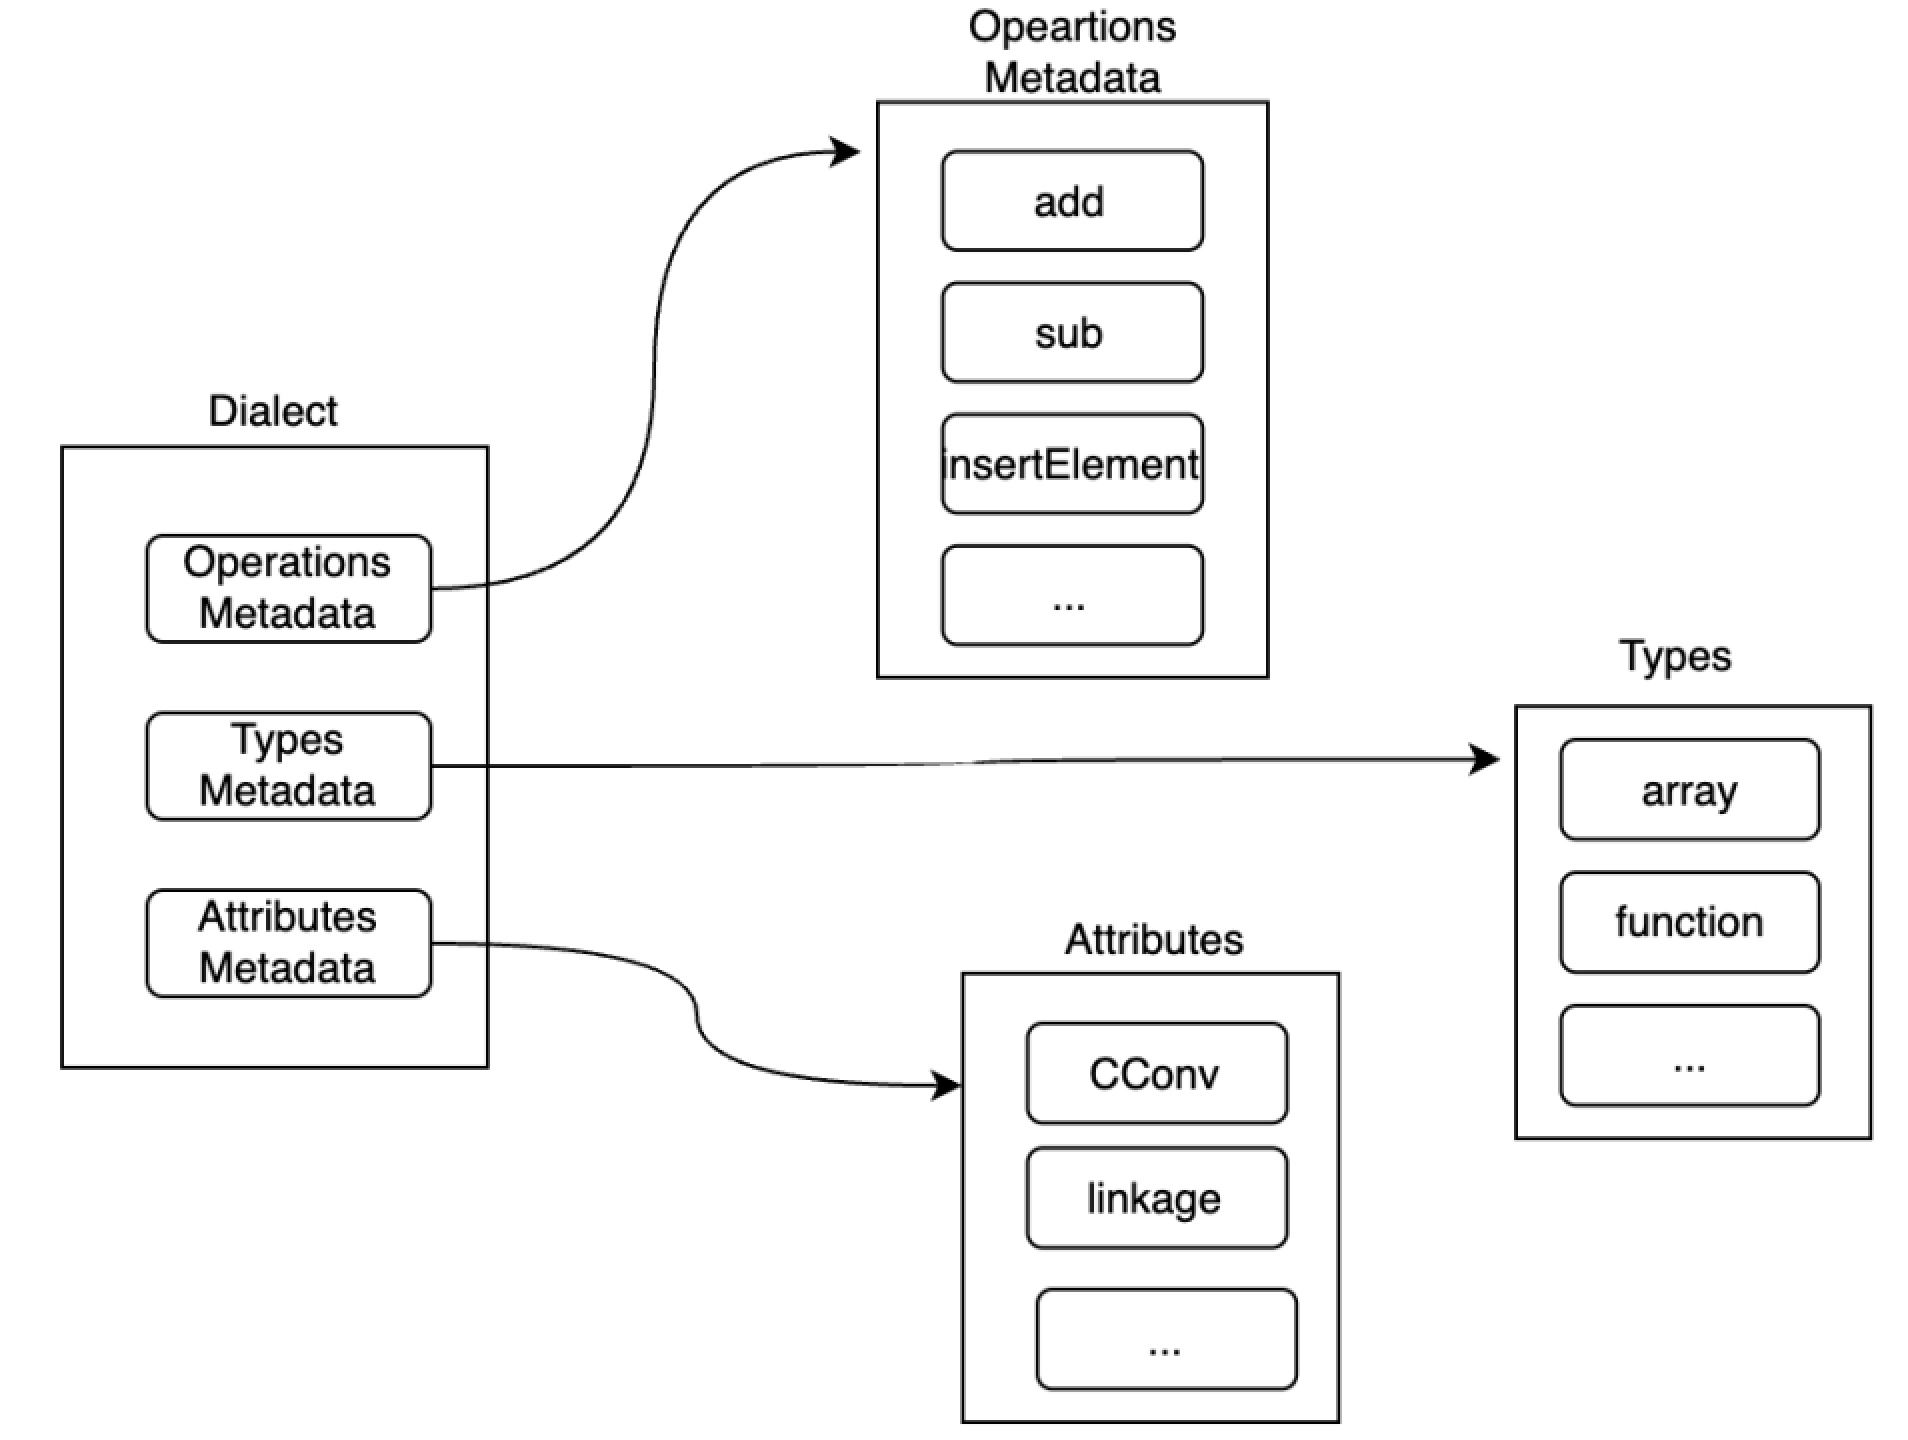 Opeartions
Metadata
add
sub
insertElement
...
Dialect
Operations
Metadata
Types
Metadata
Attributes
Metadata
Types
array
function
...
Attributes
CConv
linkage
...